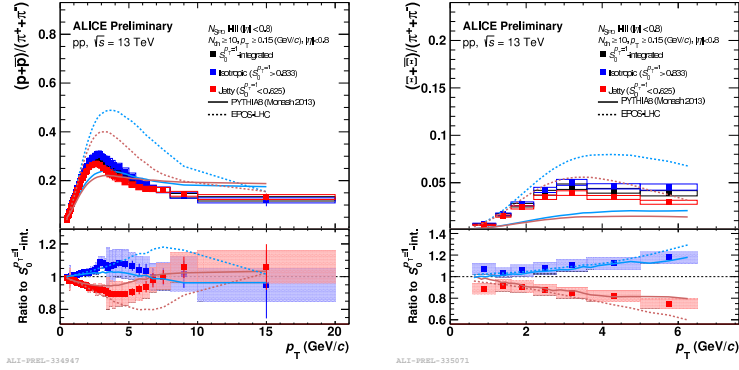 ALICE Preliminary
pp, √s = 13 TeV
(p+p̅)/(π⁺+π⁻)
N_SPD I-III (|η|<0.8)
N_ch ≥ 10, p_T ≥ 0.15 (GeV/c), |η|<0.8
S_0^{p_T=1}-integrated
Isotropic (S_0^{p_T=1} > 0.833)
Jetty (S_0^{p_T=1} < 0.625)
PYTHIA8 (Monash 2013)
EPOS-LHC
0.8
0.6
0.4
0.2
Ratio to S_0^{p_T=1}-int.
1.2
1
0.8
0 5 10 15 20
p_T (GeV/c)
ALI-PREL-334947
ALICE Preliminary
pp, √s = 13 TeV
(Ξ+Ξ̅)/(π⁺+π⁻)
N_SPD I-III (|η|<0.8)
N_ch ≥ 10, p_T ≥ 0.15 (GeV/c), |η|<0.8
S_0^{p_T=1}-integrated
Isotropic (S_0^{p_T=1} > 0.833)
Jetty (S_0^{p_T=1} < 0.625)
PYTHIA8 (Monash 2013)
EPOS-LHC
0.2
0.15
0.1
0.05
Ratio to S_0^{p_T=1}-int.
1.4
1.2
1
0.8
0.6
0 2 4 6
p_T (GeV/c)
ALI-PREL-335071